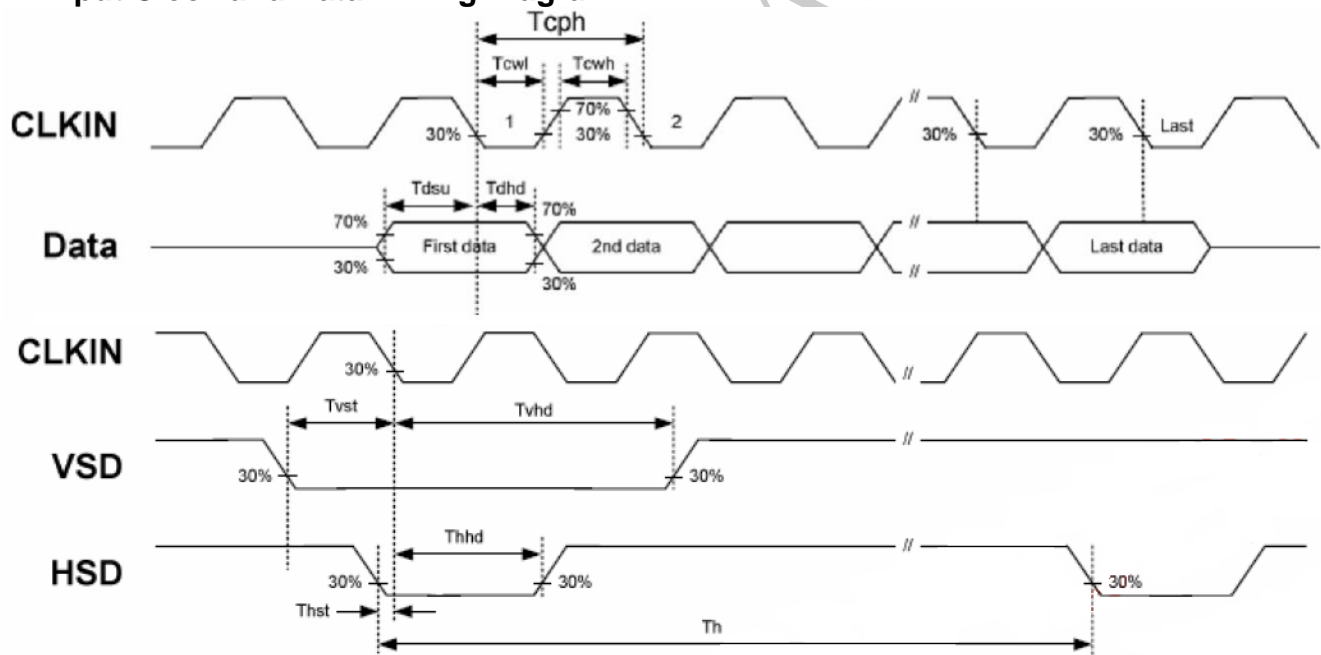 Tcph
Tcwl
Tcwh
CLKIN
30%
1
70%
30%
2
//
30%
30%
Last
Tdsu
Tdhd
70%
70%
Data
First data
2nd data
//
//
Last data
30%
30%
CLKIN
30%
//
Tvst
Tvhd
VSD
30%
30%
//
Thhd
HSD
30%
30%
//
30%
Thst
Th